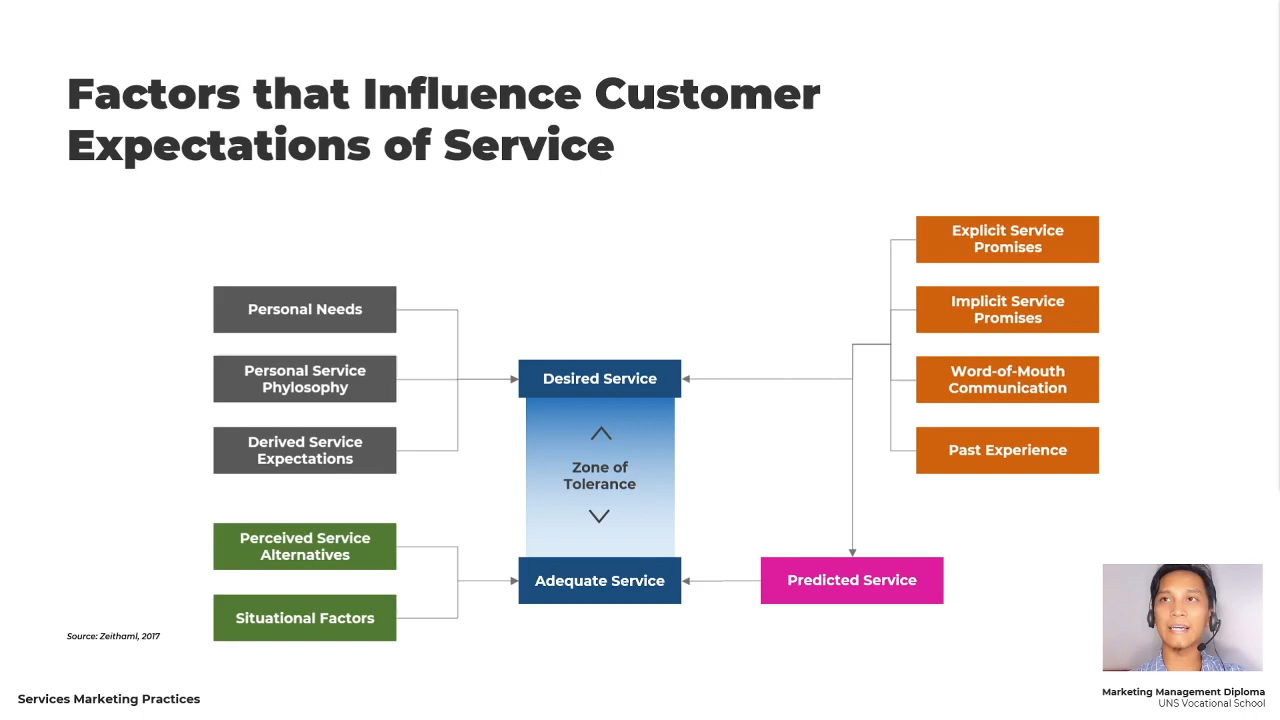 Factors that Influence Customer
Expectations of Service
Explicit Service
Promises
Personal Needs
Implicit Service
Promises
Personal Service
Phylosophy
Desired Service
Word-of-Mouth
Communication
Derived Service
Expectations
Past Experience
Zone of
Tolerance
Perceived Service
Alternatives
Adequate Service
Predicted Service
Situational Factors
Source: Zeithaml, 2017
Services Marketing Practices
Marketing Management Diploma
UNS Vocational School